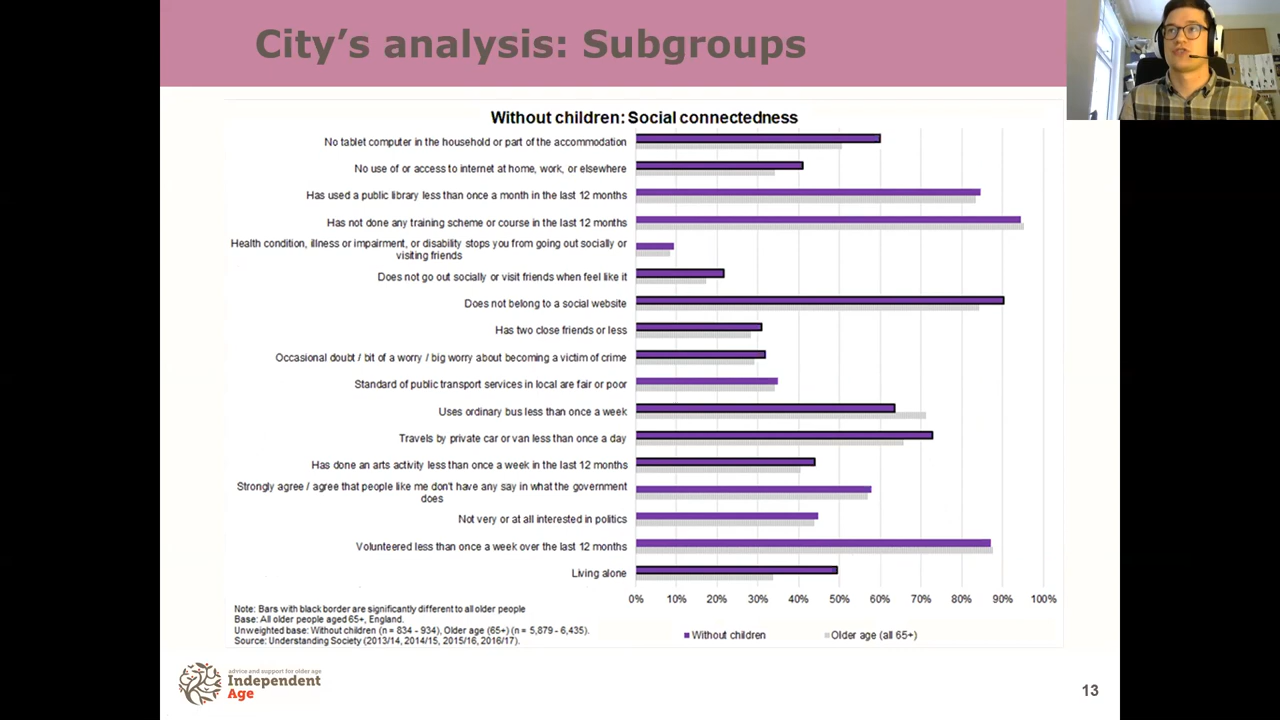 City's analysis: Subgroups
Without children: Social connectedness
No tablet computer in the household or part of the accommodation
No use of or access to internet at home, work, or elsewhere
Has used a public library less than once a month in the last 12 months
Has not done any training scheme or course in the last 12 months
Health condition, illness or impairment, or disability stops you from going out socially or
visiting friends
Does not go out socially or visit friends when feel like it
Does not belong to a social website
Has two close friends or less
Occasional doubt / bit of a worry / big worry about becoming a victim of crime
Standard of public transport services in local are fair or poor
Uses ordinary bus less than once a week
Travels by private car or van less than once a day
Has done an arts activity less than once a week in the last 12 months
Strongly agree / agree that people like me don't have any say in what the government
does
Not very or at all interested in politics
Volunteered less than once a week over the last 12 months
Living alone
0% 10% 20% 30% 40% 50% 60% 70% 80% 90% 100%
Note: Bars with black border are significantly different to all older people
Base: All older people aged 65+, England.
Unweighted base: Without children (n = 834 - 934), Older age (65+) (n = 5,879 - 6,435).
Source: Understanding Society (2013/14, 2014/15, 2015/16, 2016/17).
Without children
Older age (all 65+)
advice and support for older age
Independent
Age
13